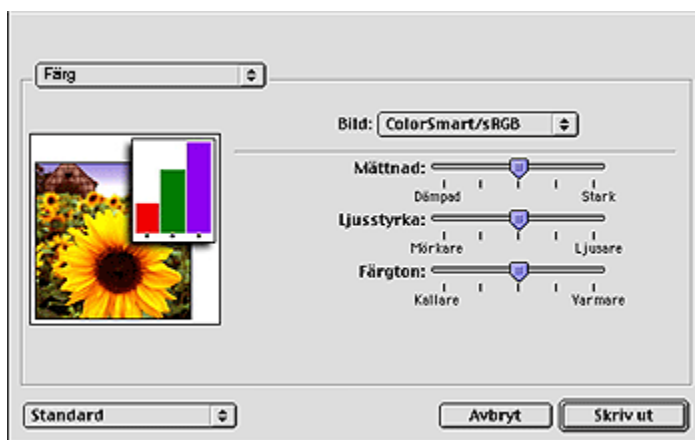 Färg
Bild: ColorSmart/sRGB
Mättnad:
Dämpad Stark
Ljusstyrka:
Mörkare Ljusare
Färgton:
Kallare Varmare
Standard Avbryt Skriv ut